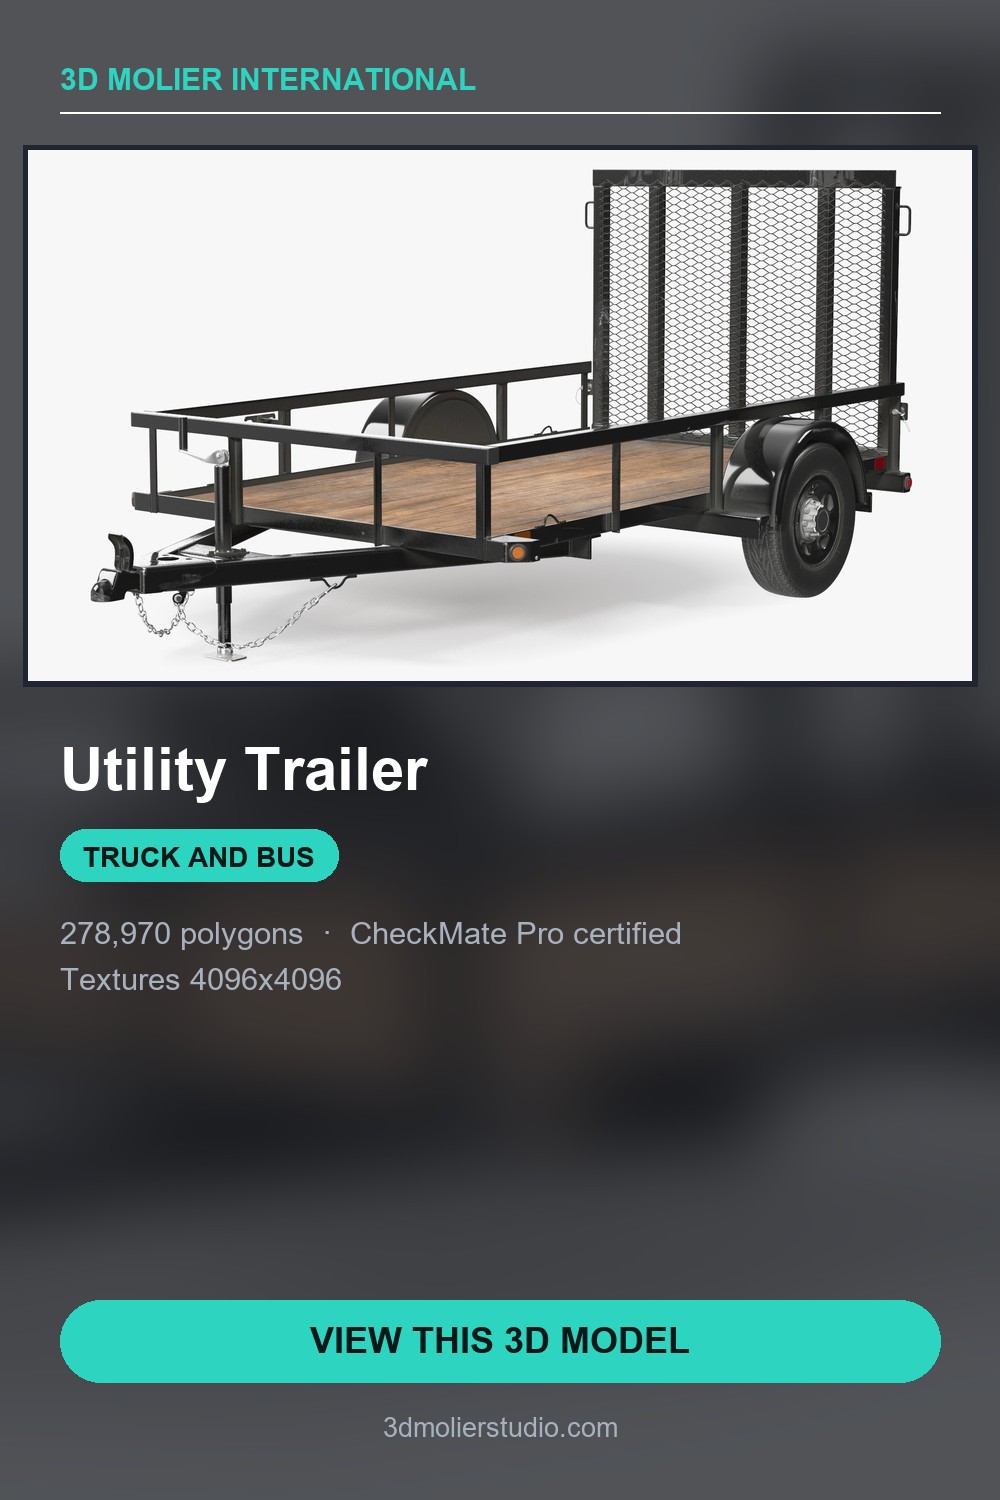 3D MOLIER INTERNATIONAL
Utility Trailer
TRUCK AND BUS
278,970 polygons · CheckMate Pro certified
Textures 4096x4096
VIEW THIS 3D MODEL
3dmolierstudio.com